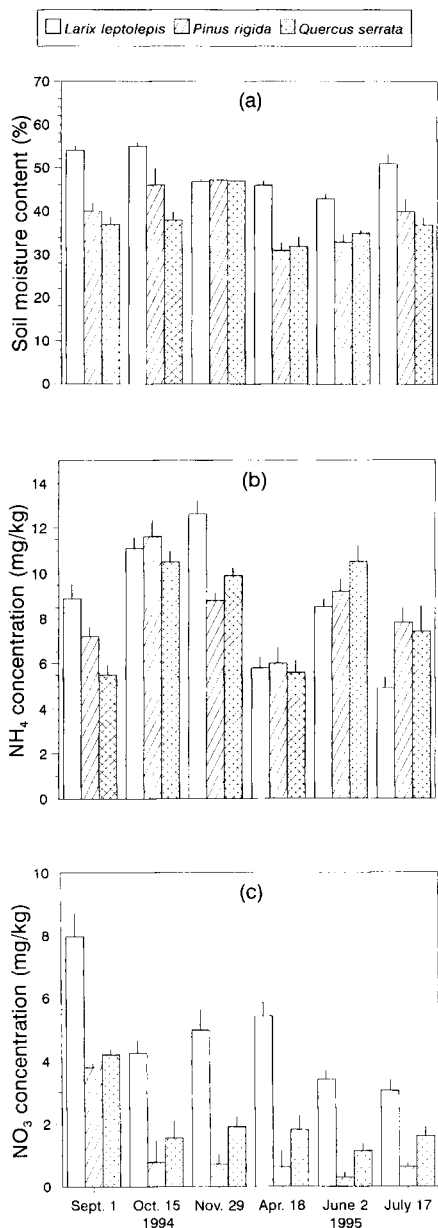 Larix leptolepis Pinus rigida Quercus serrata
(a)
Soil moisture content (%)
70
60
50
40
30
20
10
0
(b)
NH4 concentration (mg/kg)
14
12
10
8
6
4
2
0
(c)
NO3 concentration (mg/kg)
10
8
6
4
2
0
Sept. 1 Oct. 15 Nov. 29 Apr. 18 June 2 July 17
1994 1995